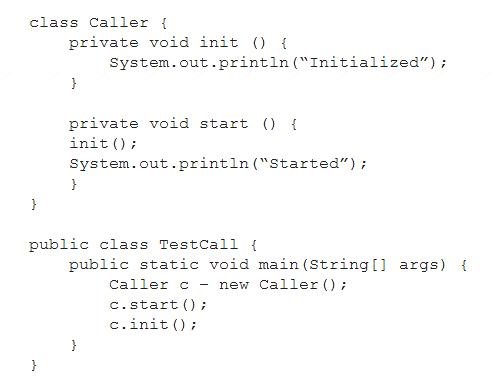 class Caller {
    private void init () {
        System.out.println(“Initialized”);
    }

    private void start () {
    init();
    System.out.println(“Started”);
    }
}

public class TestCall {
    public static void main(String[] args) {
        Caller c – new Caller();
        c.start();
        c.init();
    }
}